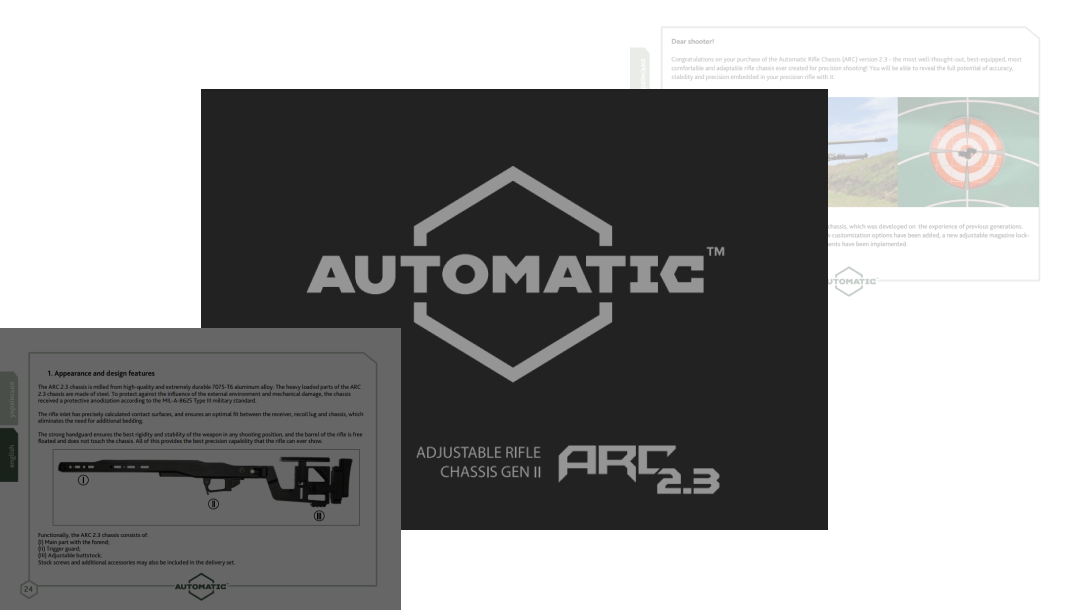 Dear shooter!
Congratulations on your purchase of the Automatic Rifle Chassis (ARC) version 2.3 - the most well-thought-out, best-equipped, most
comfortable and adaptable rifle chassis ever created for precision shooting! You will be able to reveal the full potential of accuracy,
stability and precision embedded in your precision rifle with it.
chassis, which was developed on the experience of previous generations.
customization options have been added, a new adjustable magazine lock-
have been implemented.
AUTOMATIC™
ADJUSTABLE RIFLE
CHASSIS GEN II
ARC
2.3
1. Appearance and design features
The ARC 2.3 chassis is milled from high-quality and extremely durable 7075-T6 aluminum alloy. The heavy loaded parts of the ARC
2.3 chassis are made of steel. To protect against the influence of the external environment and mechanical damage, the chassis
received a protective anodization according to the MIL-A-8625 Type III military standard.
The rifle inlet has precisely calculated contact surfaces, and ensures an optimal fit between the receiver, recoil lug and chassis, which
eliminates the need for additional bedding.
The strong handguard ensures the best rigidity and stability of the weapon in any shooting position, and the barrel of the rifle is free
floated and does not touch the chassis. All of this provides the best precision capability that the rifle can ever show.
I
II
III
Functionally, the ARC 2.3 chassis consists of:
(I) Main part with the forend;
(II) Trigger guard;
(III) Adjustable buttstock;
Stock screws and additional accessories may also be included in the delivery set.
english
24
AUTOMATIC